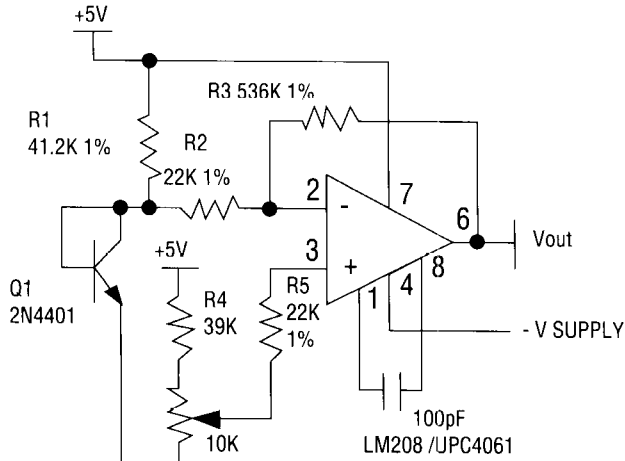 +5V
R3 536K 1%
R1
41.2K 1%
R2
22K 1%
2
-
7
6
Vout
3
+
8
+5V
R5
22K
1%
1
4
Q1
2N4401
R4
39K
- V SUPPLY
10K
100pF
LM208 /UPC4061